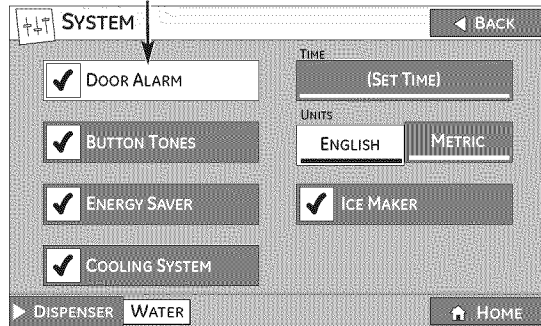 SYSTEM
BACK
DOOR ALARM
BUTTON TONES
ENERGY SAVER
COOLING SYSTEM
TIME
(SET TIME)
UNITS
ENGLISH METRIC
ICE MAKER
DISPENSER WATER
HOME